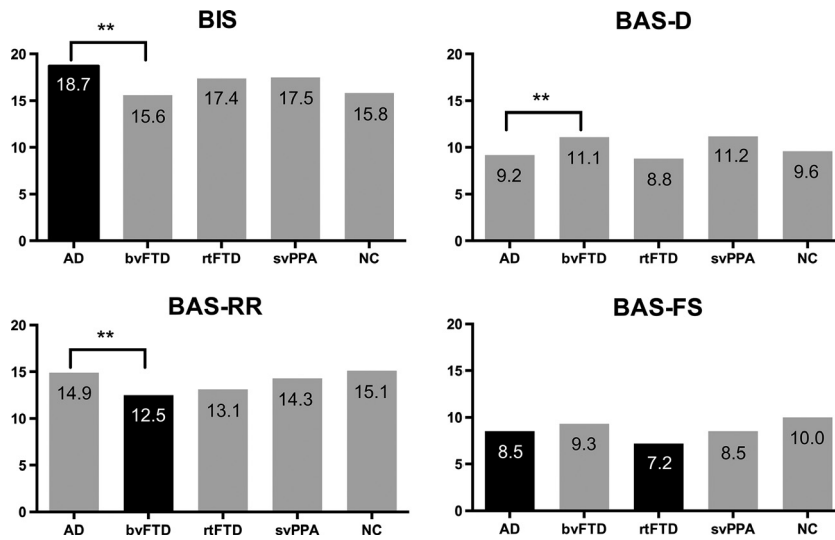 BIS
20
15
10
5
0
**
18.7
15.6
17.4
17.5
15.8
AD
bvFTD
rtFTD
svPPA
NC
BAS-D
20
15
10
5
0
**
9.2
11.1
8.8
11.2
9.6
AD
bvFTD
rtFTD
svPPA
NC
BAS-RR
20
15
10
5
0
**
14.9
12.5
13.1
14.3
15.1
AD
bvFTD
rtFTD
svPPA
NC
BAS-FS
20
15
10
5
0
8.5
9.3
7.2
8.5
10.0
AD
bvFTD
rtFTD
svPPA
NC